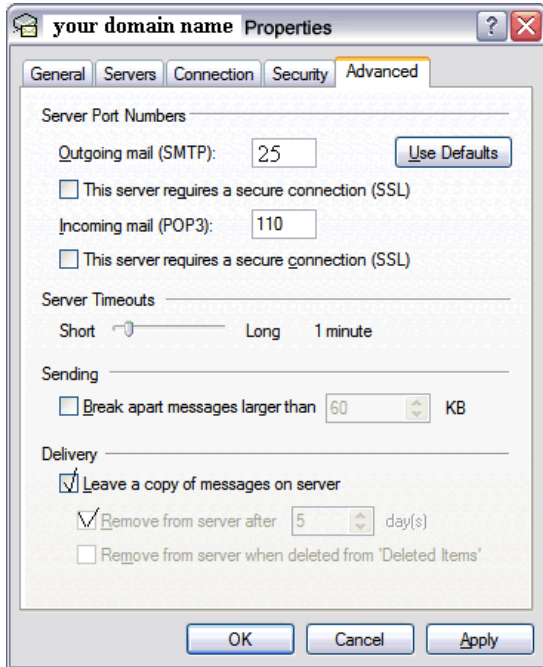 your domain name Properties
General Servers Connection Security Advanced
Server Port Numbers
Outgoing mail (SMTP): 25 Use Defaults
This server requires a secure connection (SSL)
Incoming mail (POP3): 110
This server requires a secure connection (SSL)
Server Timeouts
Short Long 1 minute
Sending
Break apart messages larger than 60 KB
Delivery
Leave a copy of messages on server
Remove from server after 5 day(s)
Remove from server when deleted from 'Deleted Items'
OK Cancel Apply